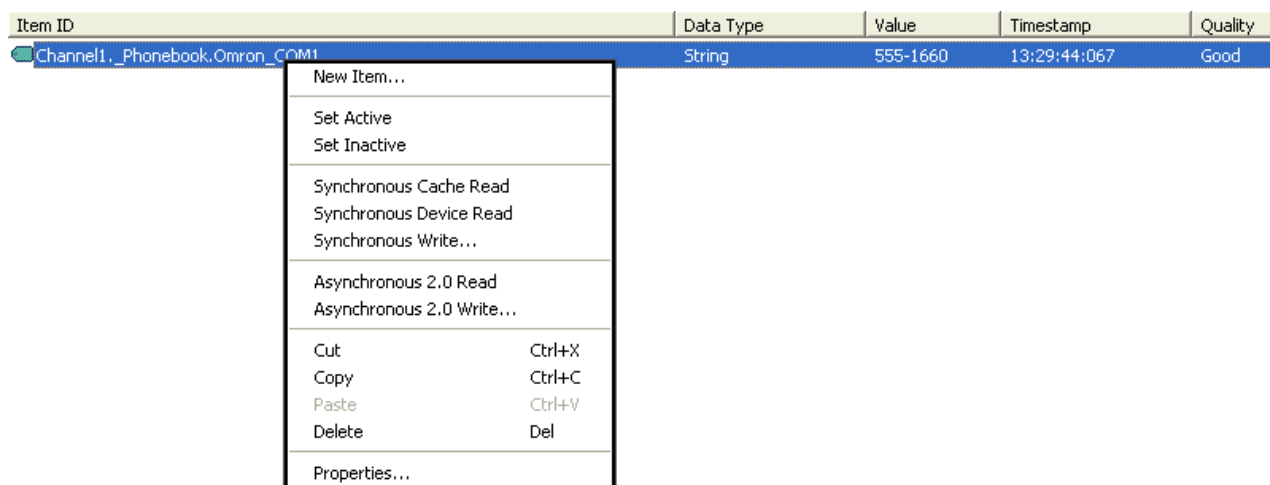 Item ID Data Type Value Timestamp Quality
Channel1._Phonebook.Omron_COM1 String 555-1660 13:29:44:067 Good
New Item...
Set Active
Set Inactive
Synchronous Cache Read
Synchronous Device Read
Synchronous Write...
Asynchronous 2.0 Read
Asynchronous 2.0 Write...
Cut Ctrl+X
Copy Ctrl+C
Paste Ctrl+V
Delete Del
Properties...